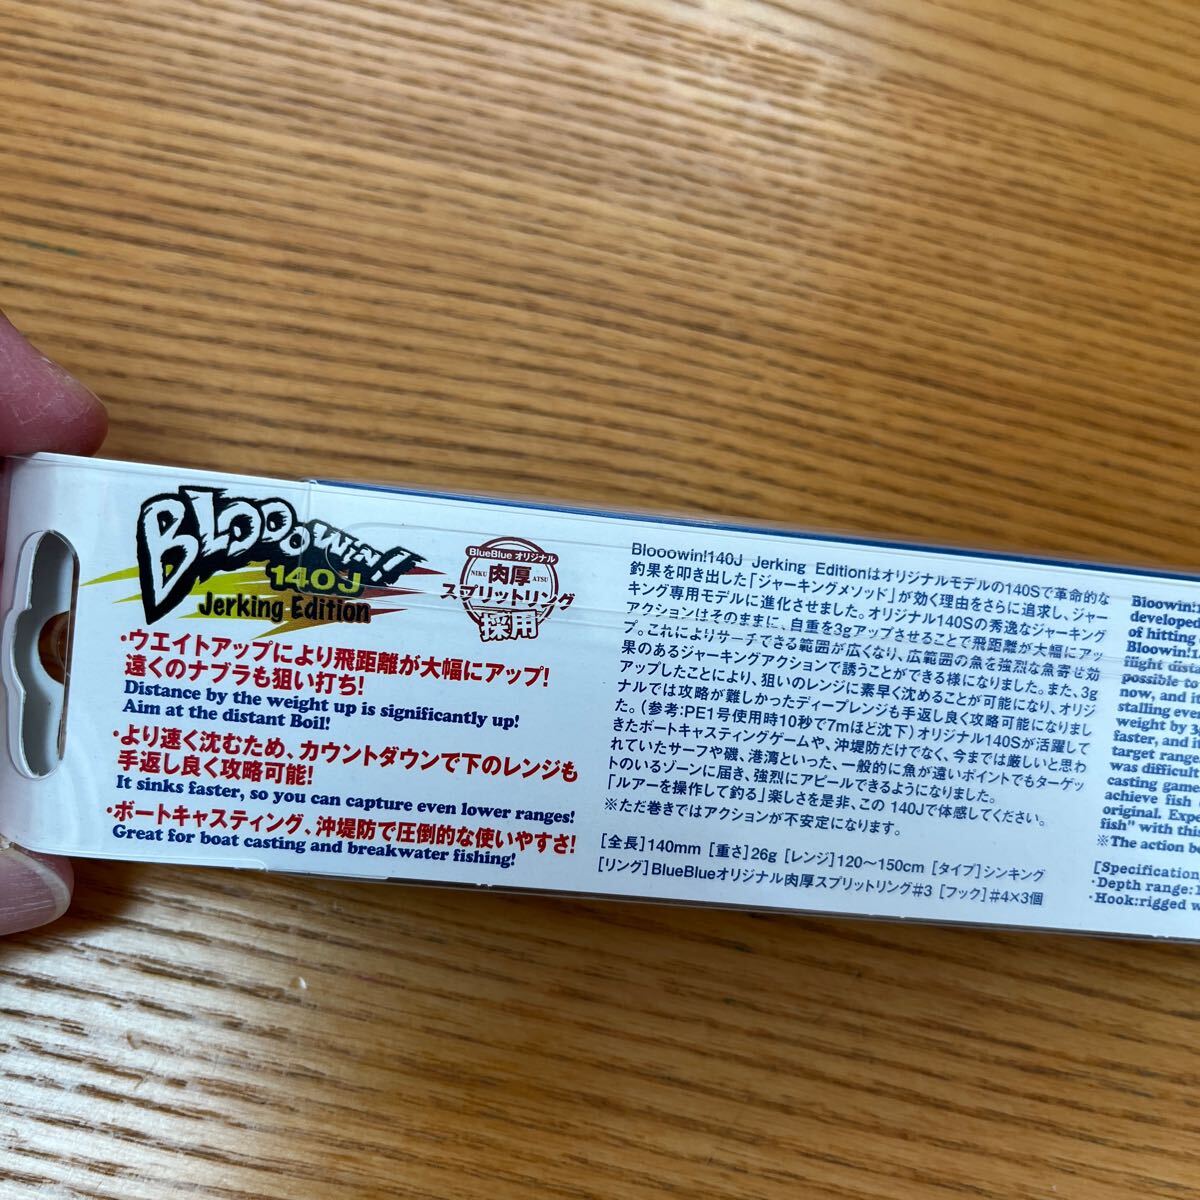 BLOOOWin!
140J
Jerking Edition
BlueBlue オリジナル
NIKU 肉厚 ATSU
スプリットリング
採用
・ウエイトアップにより飛距離が大幅にアップ!
遠くのナブラも狙い打ち!
Distance by the weight up is significantly up!
Aim at the distant Boil!
・より速く沈むため、カウントダウンで下のレンジも
手返し良く攻略可能!
It sinks faster, so you can capture even lower ranges!
・ボートキャスティング、沖堤防で圧倒的な使いやすさ!
Great for boat casting and breakwater fishing!
Blooowin!140J Jerking Editionはオリジナルモデルの140Sで革命的な
釣果を叩き出した「ジャーキングメソッド」が効く理由をさらに追求し、ジャー
キング専用モデルに進化させました。オリジナル140Sの秀逸なジャーキング
アクションはそのままに、自重を3gアップさせることで飛距離が大幅にアッ
プ。これによりサーチできる範囲が広くなり、広範囲の魚を強烈な魚寄せ効
果のあるジャーキングアクションで誘うことができる様になりました。また、3g
アップしたことにより、狙いのレンジに素早く沈めることが可能になり、オリジ
ナルでは攻略が難しかったディープレンジも手返し良く攻略可能になりまし
た。(参考:PE1号使用時10秒で7mほど沈下)オリジナル140Sが活躍して
きたボートキャスティングゲームや、沖堤防だけでなく、今までは厳しいと思わ
れていたサーフや磯、港湾といった、一般的に魚が遠いポイントでもターゲッ
トのいるゾーンに届き、強烈にアピールできるようになりました。
「ルアーを操作して釣る」楽しさを是非、この 140Jで体感してください。
※ただ巻きではアクションが不安定になります。
[全長]140mm [重さ]26g [レンジ]120〜150cm [タイプ]シンキング
[リング]BlueBlueオリジナル肉厚スプリットリング#3 [フック]#4×3個
Bloowin!1
developed
of hitting
Bloowin!1
flight dista
possible to
now, and it
stalling eve
weight by 3g
faster, and i
target range
was difficult
casting game
achieve fish
original. Expe
fish" with thi
※The action be
[Specification
・Depth range:1
・Hook:rigged w